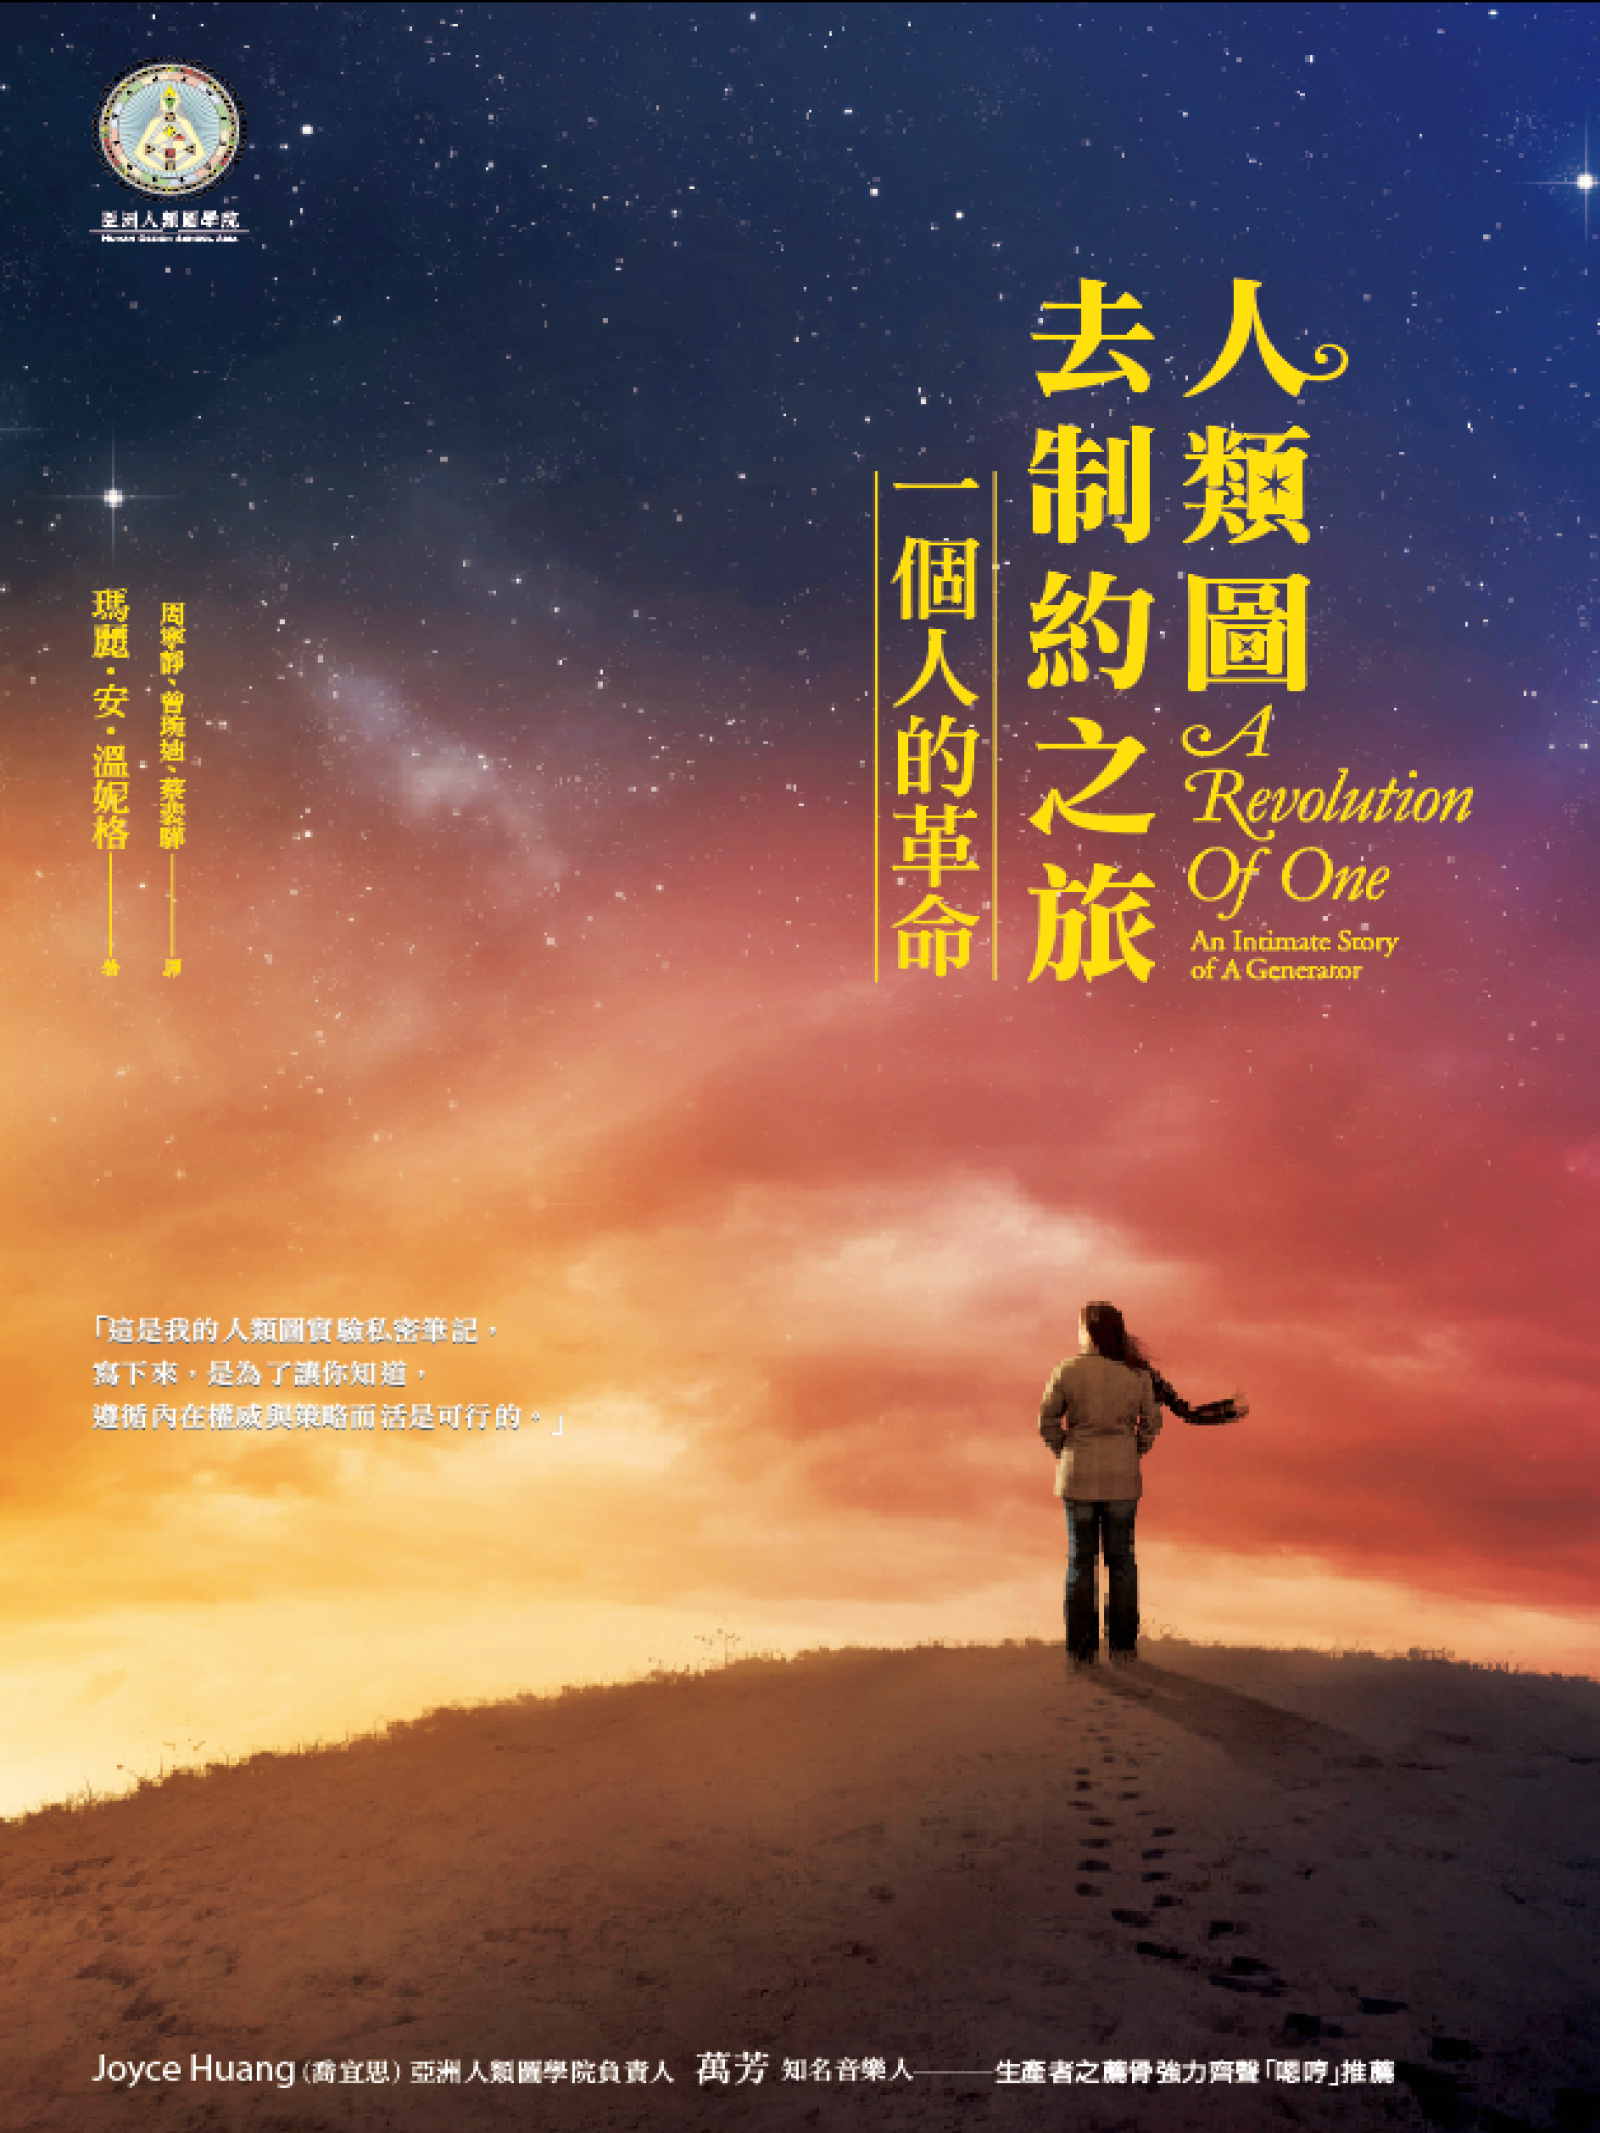 亞洲人類圖學院
HUMAN DESIGN SCHOOL ASIA
人類圖
去制約之旅
一個人的革命
A
Revolution
Of One
An Intimate Story
of A Generator
周寧靜、曾琬迪、蔡裴驊——譯
瑪麗·安·溫妮格——著
「這是我的人類圖實驗私密筆記，
寫下來，是為了讓你知道，
遵循內在權威與策略而活是可行的。」
Joyce Huang（喬宜思）亞洲人類圖學院負責人 萬芳 知名音樂人——生產者之薦骨強力齊聲「嗯哼」推薦